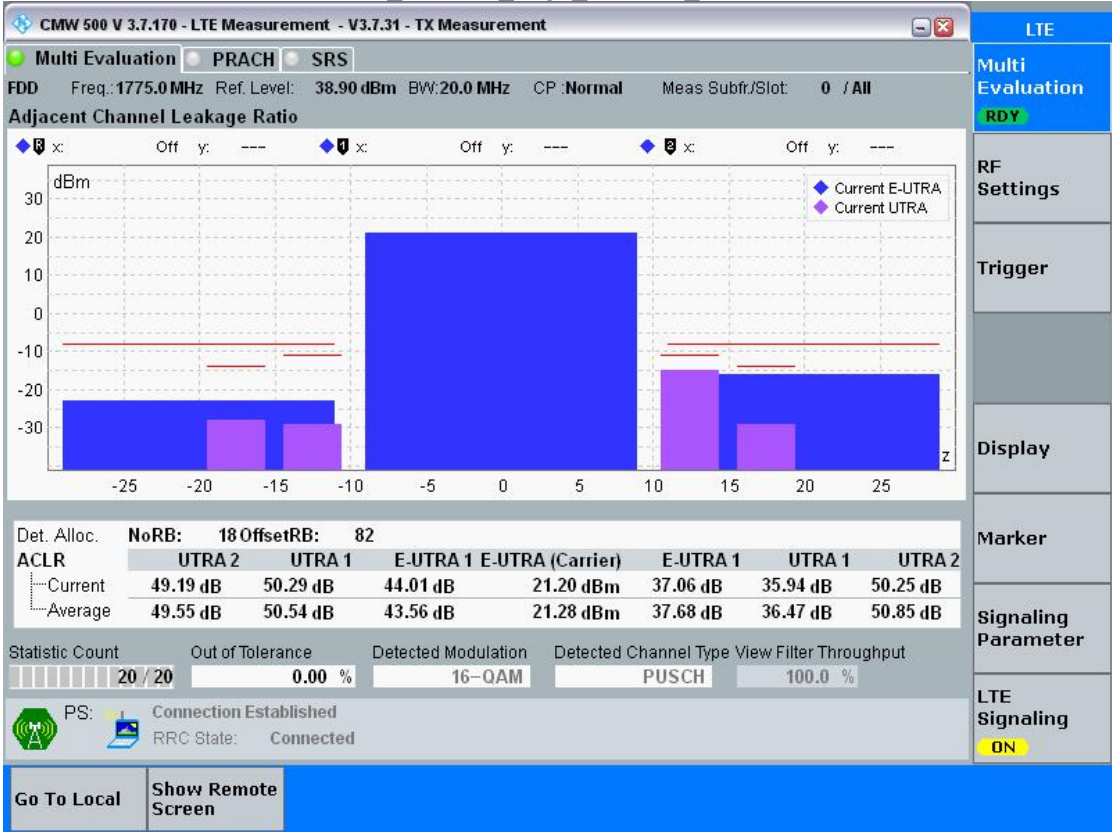 CMW 500 V 3.7.170 - LTE Measurement - V3.7.31 - TX Measurement
LTE
Multi Evaluation PRACH SRS
Multi Evaluation
RDY
FDD Freq.:1775.0 MHz Ref. Level: 38.90 dBm BW:20.0 MHz CP :Normal Meas Subfr./Slot: 0 / All
Adjacent Channel Leakage Ratio
R x: Off y: --- 1 x: Off y: --- 2 x: Off y: ---
dBm
Current E-UTRA
Current UTRA
30
20
10
0
-10
-20
-30
z
-25 -20 -15 -10 -5 0 5 10 15 20 25
RF
Settings
Trigger
Display
Marker
Signaling
Parameter
LTE
Signaling
ON
Det. Alloc. NoRB: 18 OffsetRB: 82
ACLR UTRA 2 UTRA 1 E-UTRA 1 E-UTRA (Carrier) E-UTRA 1 UTRA 1 UTRA 2
Current 49.19 dB 50.29 dB 44.01 dB 21.20 dBm 37.06 dB 35.94 dB 50.25 dB
Average 49.55 dB 50.54 dB 43.56 dB 21.28 dBm 37.68 dB 36.47 dB 50.85 dB
Statistic Count Out of Tolerance Detected Modulation Detected Channel Type View Filter Throughput
20 / 20 0.00 % 16-QAM PUSCH 100.0 %
PS: Connection Established
RRC State: Connected
Go To Local
Show Remote
Screen